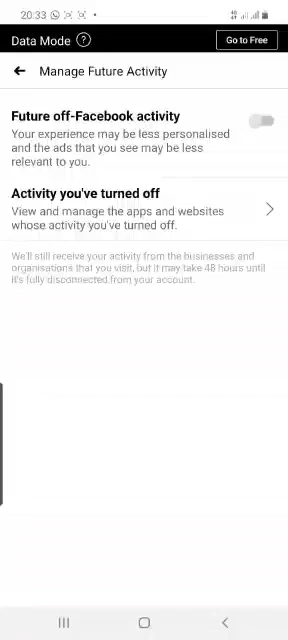 20:33
Data Mode ?
Go to Free
Manage Future Activity
Future off-Facebook activity
Your experience may be less personalised
and the ads that you see may be less
relevant to you.
Activity you've turned off
View and manage the apps and websites
whose activity you've turned off.
We'll still receive your activity from the businesses and
organisations that you visit, but it may take 48 hours until
it's fully disconnected from your account.